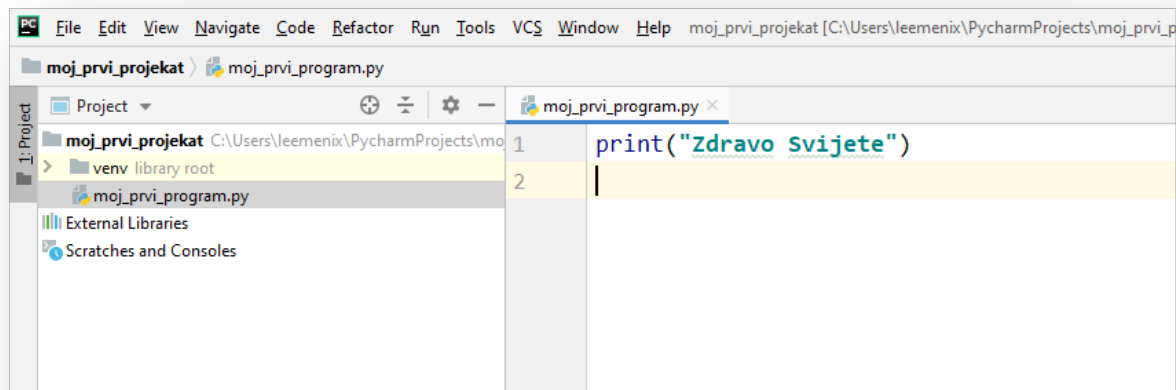 PC File Edit View Navigate Code Refactor Run Tools VCS Window Help moj_prvi_projekat [C:\Users\leemenix\PycharmProjects\moj_prvi_p
moj_prvi_projekat moj_prvi_program.py
1: Project
Project
moj_prvi_projekat C:\Users\leemenix\PycharmProjects\mo
venv library root
moj_prvi_program.py
External Libraries
Scratches and Consoles
moj_prvi_program.py
1 print("Zdravo Svijete")
2